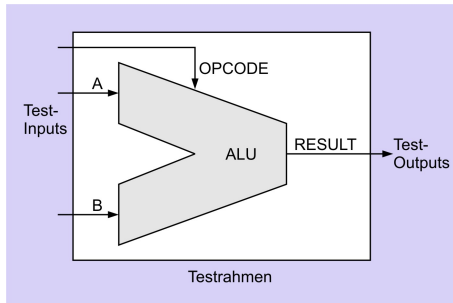 OPCODE
A
Test-
Inputs
ALU
RESULT
Test-
Outputs
B
Testrahmen